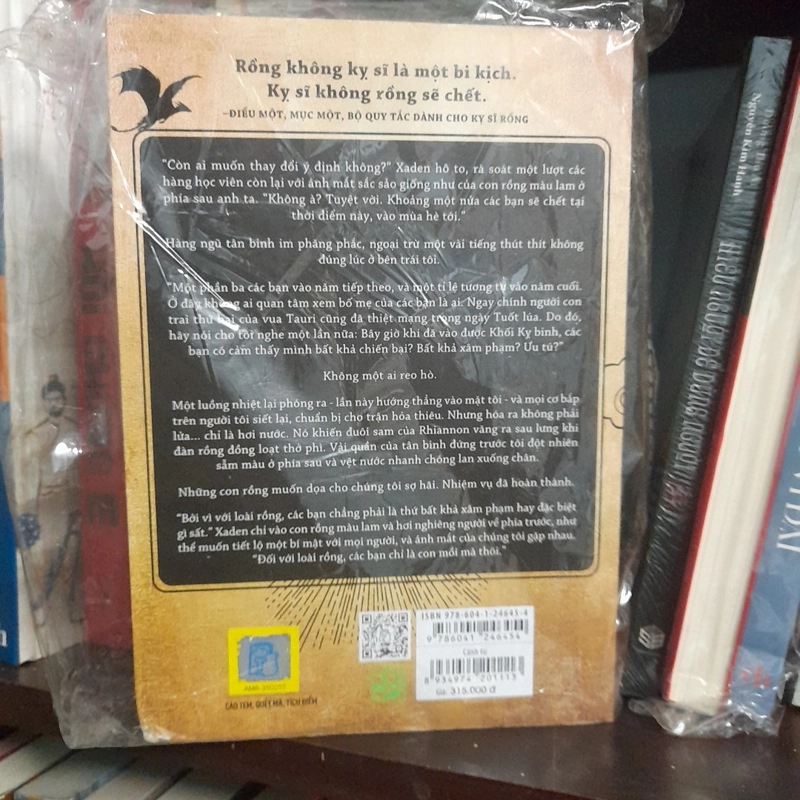 Rồng không kỵ sĩ là một bi kịch.
Kỵ sĩ không rồng sẽ chết.
–ĐIỀU MỘT, MỤC MỘT, BỘ QUY TẮC DÀNH CHO KỴ SĨ RỒNG
"Còn ai muốn thay đổi ý định không?" Xaden hô to, rà soát một lượt các
hàng học viên còn lại với ánh mắt sắc sảo giống như của con rồng màu lam ở
phía sau anh ta. "Không à? Tuyệt vời. Khoảng một nửa các bạn sẽ chết tại
thời điểm này, vào mùa hè tới."
Hàng ngũ tân binh im phăng phắc, ngoại trừ một vài tiếng thút thít không
đúng lúc ở bên trái tôi.
"Một phần ba các bạn vào năm tiếp theo, và một tỉ lệ tương tự vào năm cuối.
Ở đây không ai quan tâm xem bố mẹ của các bạn là ai. Ngay chính người con
trai thứ hai của vua Tauri cũng đã thiệt mạng trong ngày Tuốt lúa. Do đó,
hãy nói cho tôi nghe một lần nữa: Bây giờ khi đã vào được Khối Kỵ binh, các
bạn có cảm thấy mình bất khả chiến bại? Bất khả xâm phạm? Ưu tú?"
Không một ai reo hò.
Một luồng nhiệt lại phóng ra - lần này hướng thẳng vào mặt tôi - và mọi cơ bắp
trên người tôi siết lại, chuẩn bị cho trận hỏa thiêu. Nhưng hóa ra không phải
lửa... chỉ là hơi nước. Nó khiến đuôi sam của Rhiannon văng ra sau lưng khi
đàn rồng đồng loạt thở phì. Vải quần của tân binh đứng trước tôi đột nhiên
sẫm màu ở phía sau và vệt nước nhanh chóng lan xuống chân.
Những con rồng muốn dọa cho chúng tôi sợ hãi. Nhiệm vụ đã hoàn thành.
"Bởi vì với loài rồng, các bạn chẳng phải là thứ bất khả xâm phạm hay đặc biệt
gì sất." Xaden chỉ vào con rồng màu lam và hơi nghiêng người về phía trước, như
thể muốn tiết lộ một bí mật với mọi người, và ánh mắt của chúng tôi gặp nhau.
"Đối với loài rồng, các bạn chỉ là con mồi mà thôi."
ISBN 978-604-1-24645-4
9 786041 246454
Cánh tư
8 934974 201113
Giá: 315.000 đ
CÀO TEM, QUÉT MÃ, TÍCH ĐIỂM
Nguyễn Kim Hạnh